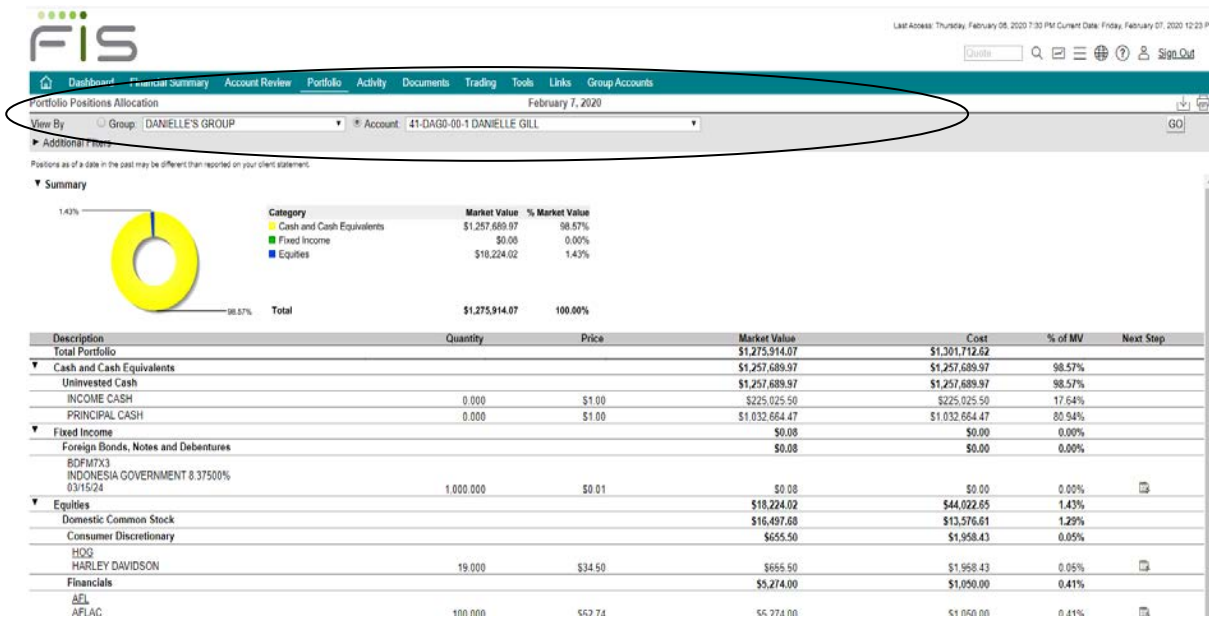 FIS
Last Access: Thursday, February 06, 2020 7:30 PM Current Date: Friday, February 07, 2020 12:23 P
Quote Sign Out
Dashboard Financial Summary Account Review Portfolio Activity Documents Trading Tools Links Group Accounts
Portfolio Positions Allocation February 7, 2020
View By Group: DANIELLE'S GROUP Account: 41-DAG0-00-1 DANIELLE GILL GO
Additional Filters
Positions as of a date in the past may be different than reported on your client statement.
Summary
1.43%
98.57%
Category Market Value % Market Value
Cash and Cash Equivalents $1,257,689.97 98.57%
Fixed Income $0.08 0.00%
Equities $18,224.02 1.43%
Total $1,275,914.07 100.00%
Description Quantity Price Market Value Cost % of MV Next Step
Total Portfolio $1,275,914.07 $1,301,712.62
Cash and Cash Equivalents $1,257,689.97 $1,257,689.97 98.57%
Uninvested Cash $1,257,689.97 $1,257,689.97 98.57%
INCOME CASH 0.000 $1.00 $225,025.50 $225,025.50 17.64%
PRINCIPAL CASH 0.000 $1.00 $1,032,664.47 $1,032,664.47 80.94%
Fixed Income $0.08 $0.00 0.00%
Foreign Bonds, Notes and Debentures $0.08 $0.00 0.00%
BDFM7X3
INDONESIA GOVERNMENT 8.37500%
03/15/24 1,000.000 $0.01 $0.08 $0.00 0.00%
Equities $18,224.02 $44,022.65 1.43%
Domestic Common Stock $16,497.68 $13,576.61 1.29%
Consumer Discretionary $655.50 $1,958.43 0.05%
HOG
HARLEY DAVIDSON 19.000 $34.50 $655.50 $1,958.43 0.05%
Financials $5,274.00 $1,050.00 0.41%
AFL
AFLAC 100.000 $52.74 $5,274.00 $1,050.00 0.41%